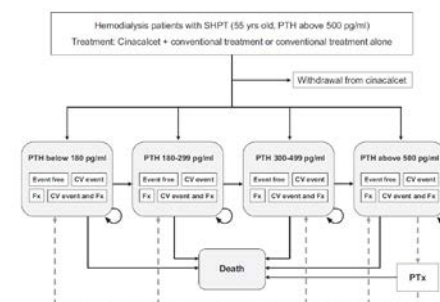 Hemodialysis patients with SHPT (55 yrs old, PTH above 500 pg/ml)
Treatment: Cinacalcet + conventional treatment or conventional treatment alone
Withdrawal from cinacalcet
PTH below 180 pg/ml
Event free
CV event
Fx
CV event and Fx
PTH 180-299 pg/ml
Event free
CV event
Fx
CV event and Fx
PTH 300-499 pg/ml
Event free
CV event
Fx
CV event and Fx
PTH above 500 pg/ml
Event free
CV event
Fx
CV event and Fx
Death
PTx